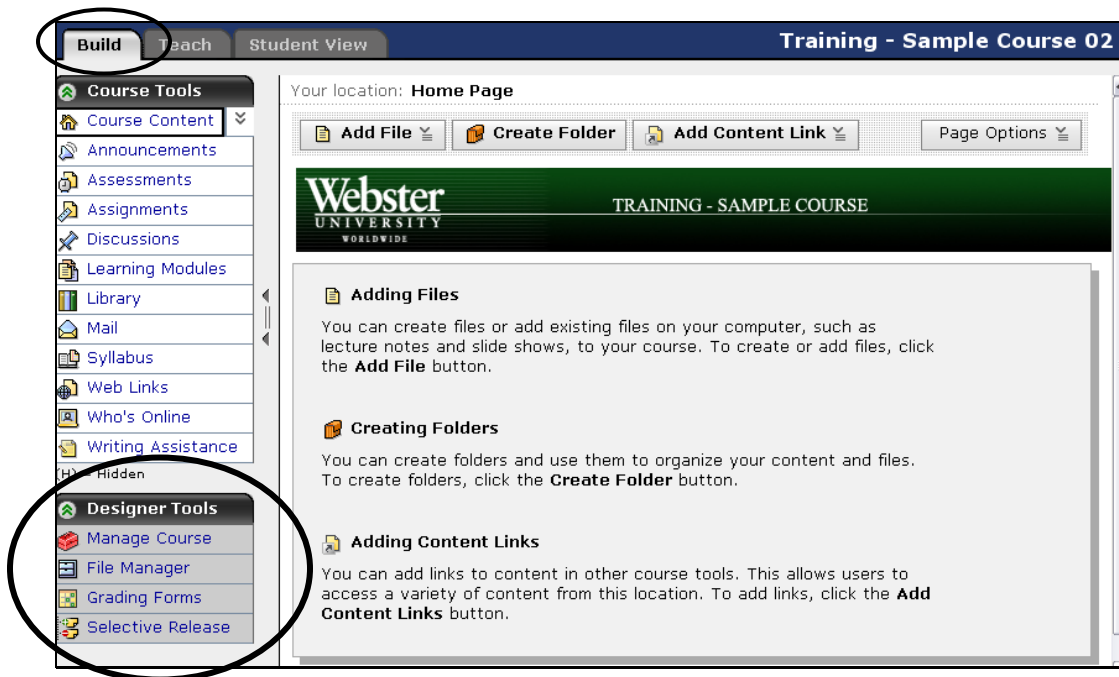 Build Teach Student View Training - Sample Course 02
Course Tools
Course Content
Announcements
Assessments
Assignments
Discussions
Learning Modules
Library
Mail
Syllabus
Web Links
Who's Online
Writing Assistance
(H) - Hidden
Designer Tools
Manage Course
File Manager
Grading Forms
Selective Release
Your location: Home Page
Add File Create Folder Add Content Link Page Options
Webster
UNIVERSITY
WORLDWIDE
TRAINING - SAMPLE COURSE
Adding Files
You can create files or add existing files on your computer, such as
lecture notes and slide shows, to your course. To create or add files, click
the Add File button.
Creating Folders
You can create folders and use them to organize your content and files.
To create folders, click the Create Folder button.
Adding Content Links
You can add links to content in other course tools. This allows users to
access a variety of content from this location. To add links, click the Add
Content Links button.